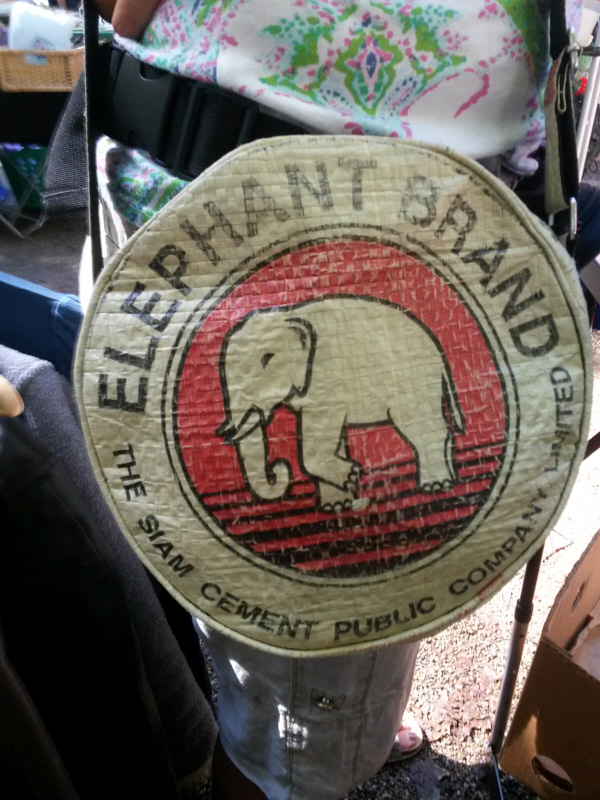 ELEPHANT BRAND
THE SIAM CEMENT PUBLIC COMPANY LIMITED